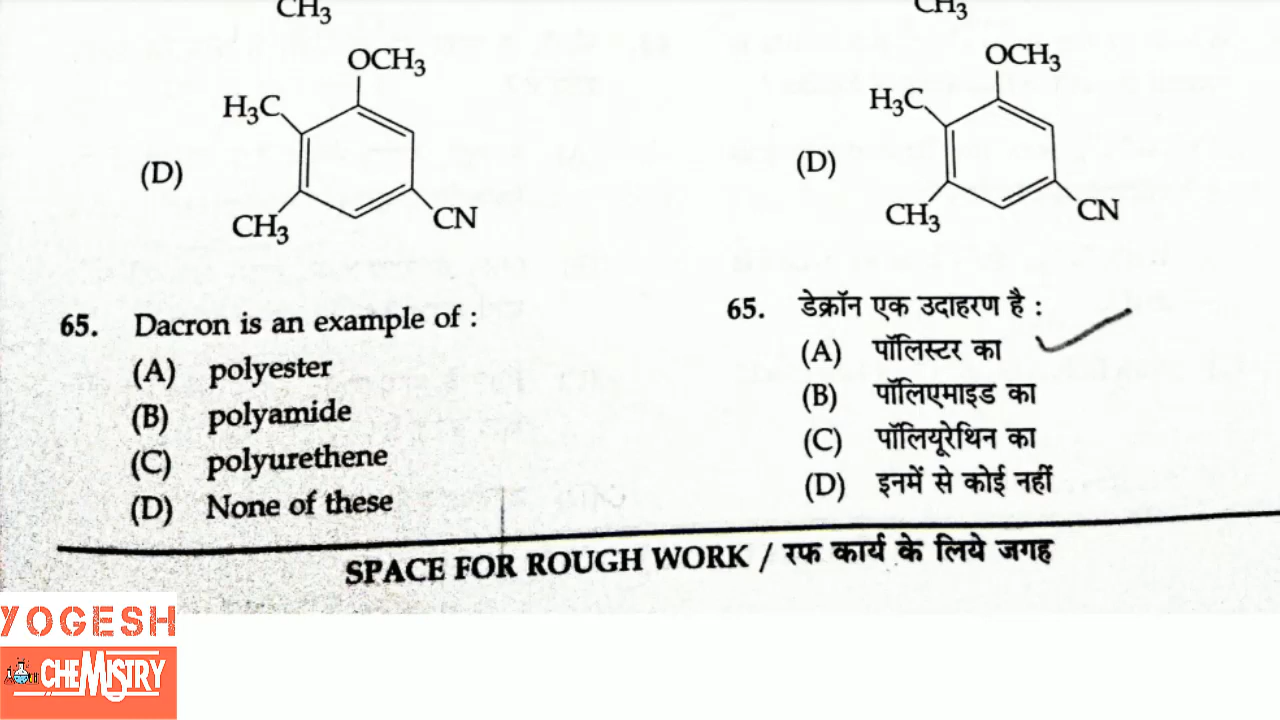 CH3
OCH3
H3C
(D)
CH3
CN
65. Dacron is an example of :
(A) polyester
(B) polyamide
(C) polyurethene
(D) None of these
CH3
OCH3
H3C
(D)
CH3
CN
65. डेक्रॉन एक उदाहरण है :
(A) पॉलिस्टर का
(B) पॉलिएमाइड का
(C) पॉलियूरेथिन का
(D) इनमें से कोई नहीं
SPACE FOR ROUGH WORK / रफ कार्य के लिये जगह
YOGESH
CHEMISTRY